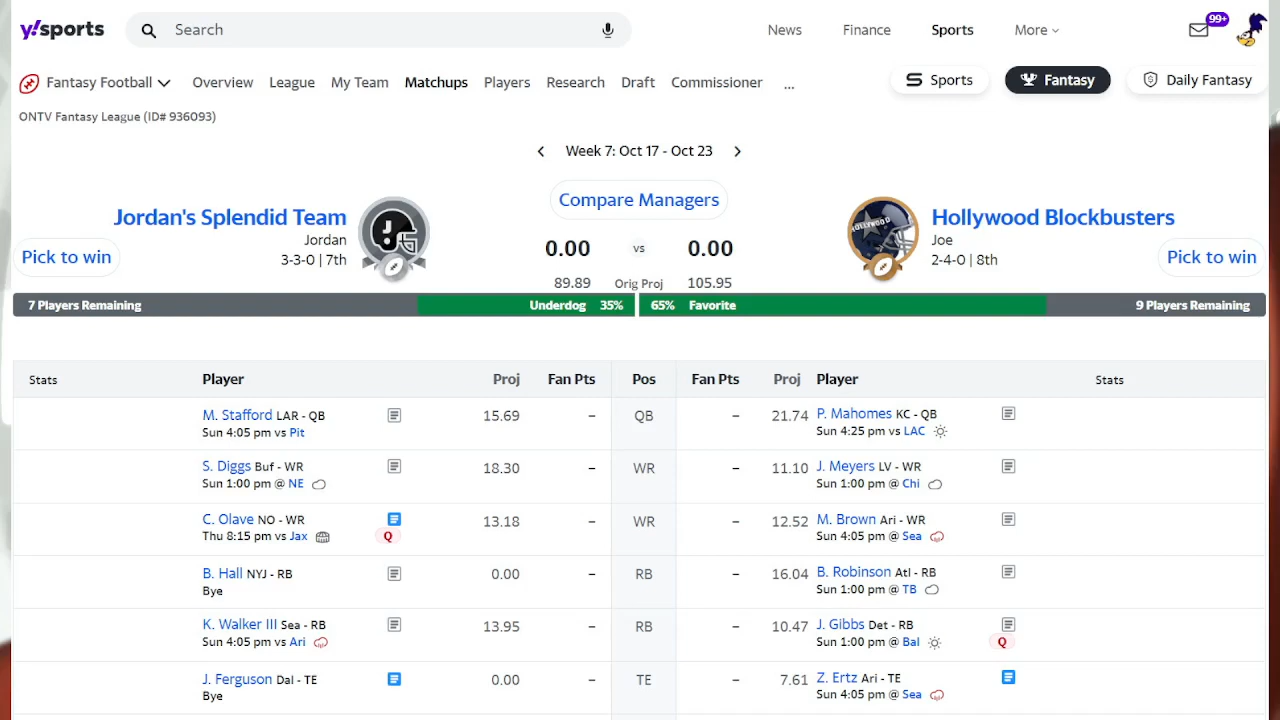 y!sports
Search
News
Finance
Sports
More
99+
Fantasy Football
Overview
League
My Team
Matchups
Players
Research
Draft
Commissioner
...
Sports
Fantasy
Daily Fantasy
ONTV Fantasy League (ID# 936093)
Week 7: Oct 17 - Oct 23
Compare Managers
Jordan's Splendid Team
Jordan
3-3-0 | 7th
Pick to win
J
0.00 vs 0.00
89.89 Orig Proj 105.95
HOLLYWOOD
Hollywood Blockbusters
Joe
2-4-0 | 8th
Pick to win
7 Players Remaining Underdog 35% 65% Favorite 9 Players Remaining
Stats Player Proj Fan Pts Pos Fan Pts Proj Player Stats
M. Stafford LAR - QB 15.69 – QB – 21.74 P. Mahomes KC - QB
Sun 4:05 pm vs Pit Sun 4:25 pm vs LAC
S. Diggs Buf - WR 18.30 – WR – 11.10 J. Meyers LV - WR
Sun 1:00 pm @ NE Sun 1:00 pm @ Chi
C. Olave NO - WR 13.18 – WR – 12.52 M. Brown Ari - WR
Thu 8:15 pm vs Jax Q Sun 4:05 pm @ Sea
B. Hall NYJ - RB 0.00 – RB – 16.04 B. Robinson Atl - RB
Bye Sun 1:00 pm @ TB
K. Walker III Sea - RB 13.95 – RB – 10.47 J. Gibbs Det - RB
Sun 4:05 pm vs Ari Sun 1:00 pm @ Bal Q
J. Ferguson Dal - TE 0.00 – TE – 7.61 Z. Ertz Ari - TE
Bye Sun 4:05 pm @ Sea